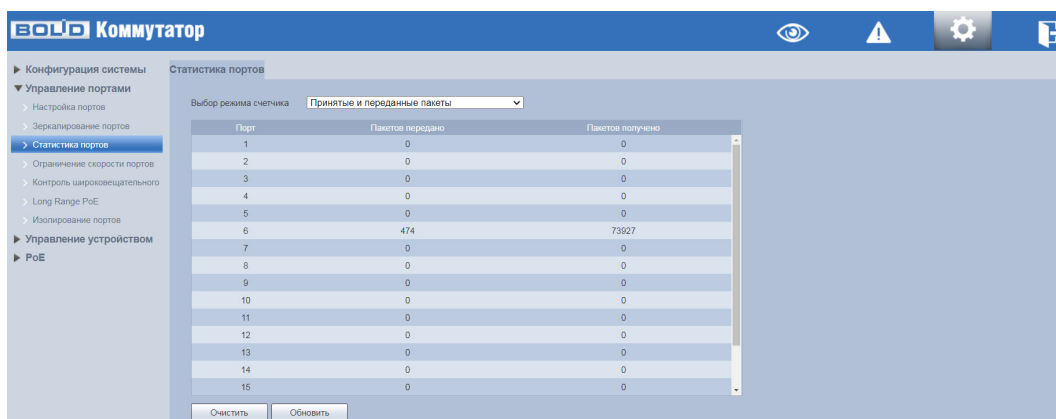 BOLID Коммутатор
Конфигурация системы
Управление портами
Настройка портов
Зеркалирование портов
Статистика портов
Ограничение скорости портов
Контроль широковещательного
Long Range PoE
Изолирование портов
Управление устройством
PoE
Статистика портов
Выбор режима счетчика Принятые и переданные пакеты
Порт Пакетов передано Пакетов получено
1 0 0
2 0 0
3 0 0
4 0 0
5 0 0
6 474 73927
7 0 0
8 0 0
9 0 0
10 0 0
11 0 0
12 0 0
13 0 0
14 0 0
15 0 0
Очистить Обновить